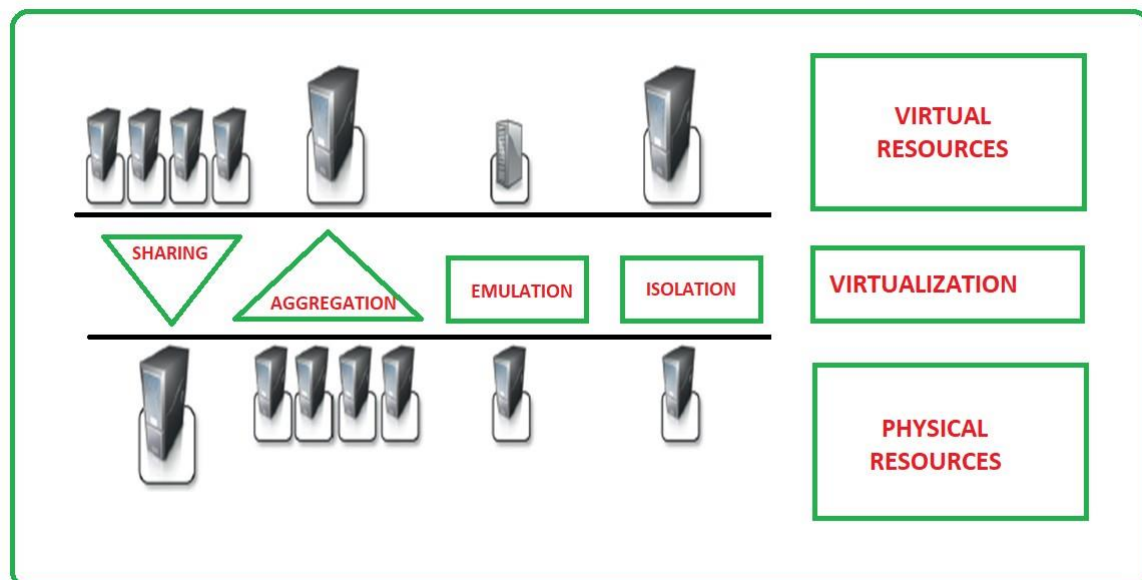 VIRTUAL
RESOURCES
SHARING
AGGREGATION
EMULATION
ISOLATION
VIRTUALIZATION
PHYSICAL
RESOURCES